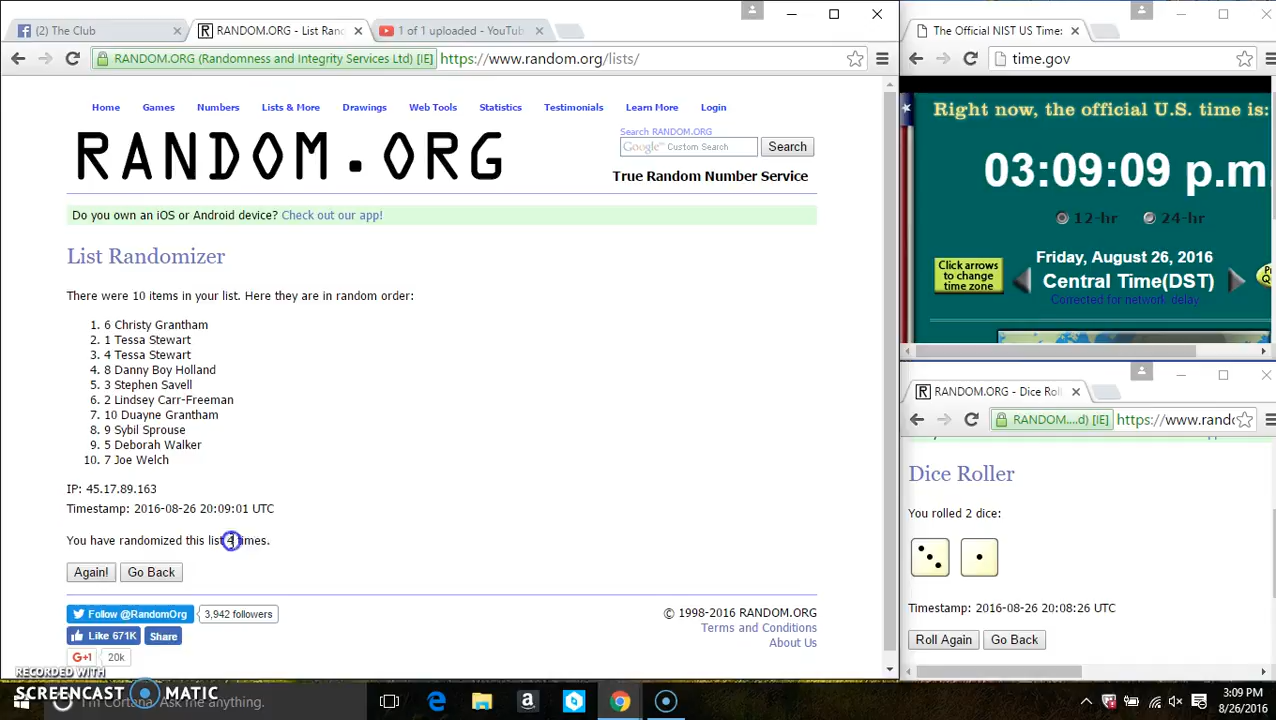 (2) The Club
RANDOM.ORG - List Ran
1 of 1 uploaded - YouTub
RANDOM.ORG (Randomness and Integrity Services Ltd) [IE]
https://www.random.org/lists/
Home Games Numbers Lists & More Drawings Web Tools Statistics Testimonials Learn More Login
RANDOM.ORG
Search RANDOM.ORG
Google™ Custom Search
Search
True Random Number Service
Do you own an iOS or Android device? Check out our app!
List Randomizer
There were 10 items in your list. Here they are in random order:
1. 6 Christy Grantham
2. 1 Tessa Stewart
3. 4 Tessa Stewart
4. 8 Danny Boy Holland
5. 3 Stephen Savell
6. 2 Lindsey Carr-Freeman
7. 10 Duayne Grantham
8. 9 Sybil Sprouse
9. 5 Deborah Walker
10. 7 Joe Welch
IP: 45.17.89.163
Timestamp: 2016-08-26 20:09:01 UTC
You have randomized this list 4 times.
Again! Go Back
Follow @RandomOrg 3,942 followers
Like 671K Share
G+1 20k
© 1998-2016 RANDOM.ORG
Terms and Conditions
About Us
The Official NIST US Time:
time.gov
Right now, the official U.S. time is:
03:09:09 p.m.
12-hr 24-hr
Click arrows
to change
time zone
Friday, August 26, 2016
Central Time(DST)
Corrected for network delay
RANDOM.ORG - Dice Roll
RANDOM....d) [IE]
https://www.rando
Dice Roller
You rolled 2 dice:
Timestamp: 2016-08-26 20:08:26 UTC
Roll Again Go Back
RECORDED WITH
SCREENCAST MATIC
I'm Cortana. Ask me anything.
3:09 PM
8/26/2016